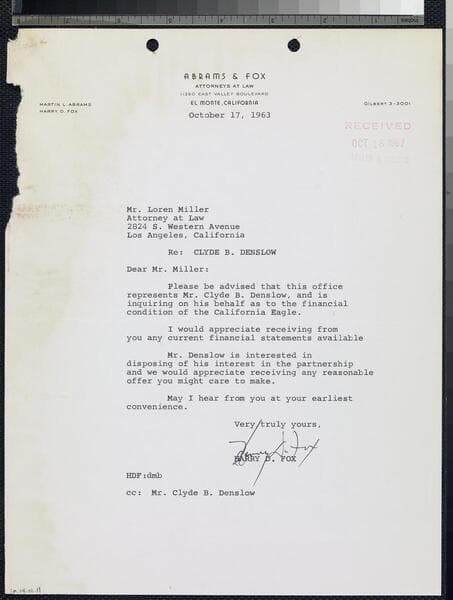 ABRAMS & FOX
ATTORNEYS AT LAW
11260 EAST VALLEY BOULEVARD
EL MONTE, CALIFORNIA
MARTIN L. ABRAMS
HARRY D. FOX
GILBERT 3-3001
October 17, 1963
RECEIVED
OCT 18 1963
Mr. Loren Miller
Attorney at Law
2824 S. Western Avenue
Los Angeles, California
Re: CLYDE B. DENSLOW
Dear Mr. Miller:
Please be advised that this office
represents Mr. Clyde B. Denslow, and is
inquiring on his behalf as to the financial
condition of the California Eagle.
I would appreciate receiving from
you any current financial statements available
Mr. Denslow is interested in
disposing of his interest in the partnership
and we would appreciate receiving any reasonable
offer you might care to make.
May I hear from you at your earliest
convenience.
Very truly yours,
Harry D. Fox
HARRY D. FOX
HDF:dmb
cc: Mr. Clyde B. Denslow